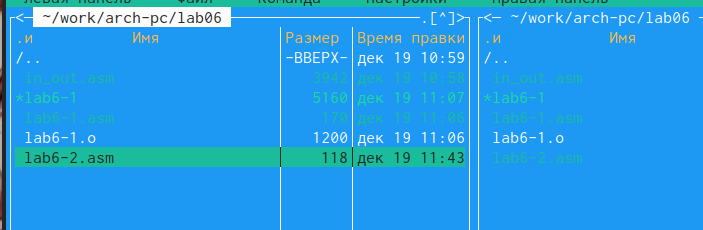 Левая панель Файл Команда Настройки Правая панель
<─ ~/work/arch-pc/lab06 .[^]> <─ ~/work/arch-pc/lab06
.и Имя Размер Время правки .и Имя
/.. -ВВЕРХ- дек 19 10:59 /..
in_out.asm 3942 дек 19 10:58 in_out.asm
*lab6-1 5160 дек 19 11:07 *lab6-1
lab6-1.asm 170 дек 19 11:06 lab6-1.asm
lab6-1.o 1200 дек 19 11:06 lab6-1.o
lab6-2.asm 118 дек 19 11:43 lab6-2.asm